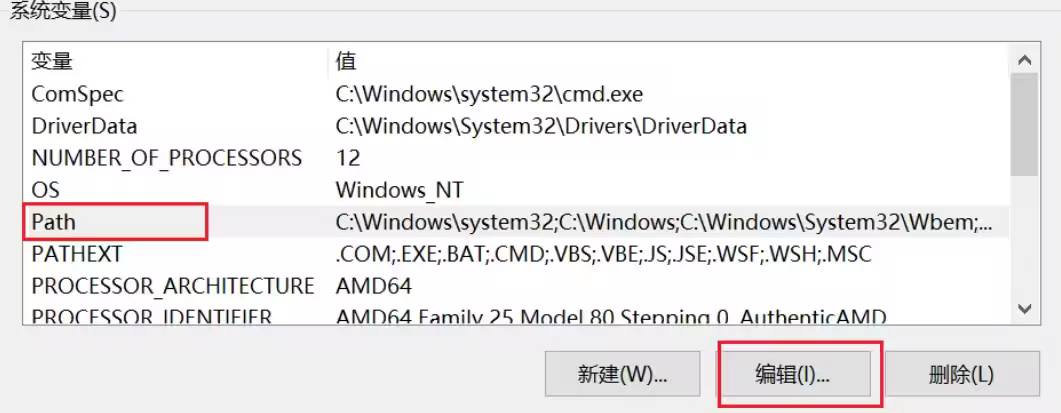 系统变量(S)
变量 值
ComSpec C:\Windows\system32\cmd.exe
DriverData C:\Windows\System32\Drivers\DriverData
NUMBER_OF_PROCESSORS 12
OS Windows_NT
Path C:\Windows\system32;C:\Windows;C:\Windows\System32\Wbem;...
PATHEXT .COM;.EXE;.BAT;.CMD;.VBS;.VBE;.JS;.JSE;.WSF;.WSH;.MSC
PROCESSOR_ARCHITECTURE AMD64
PROCESSOR_IDENTIFIER AMD64 Family 25 Model 80 Stepping 0, AuthenticAMD
新建(W)... 编辑(I)... 删除(L)